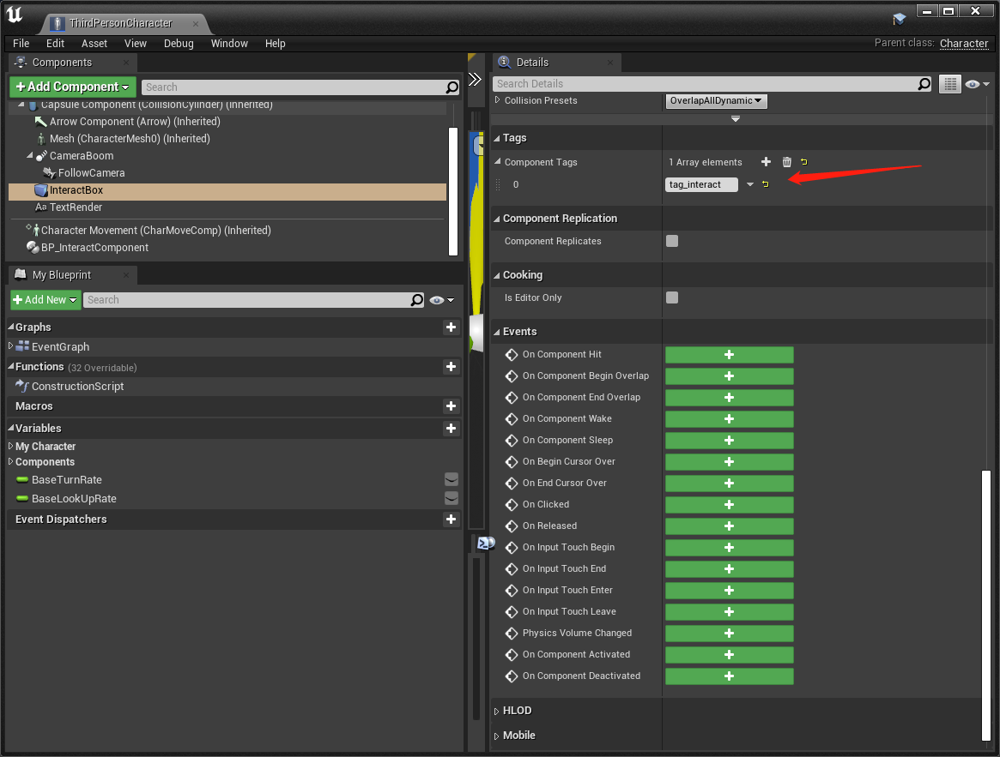 ThirdPersonCharacter
File Edit Asset View Debug Window Help
Parent class: Character
Components
Add Component
Search
Capsule Component (CollisionCylinder) (Inherited)
Arrow Component (Arrow) (Inherited)
Mesh (CharacterMesh0) (Inherited)
CameraBoom
FollowCamera
InteractBox
Aa TextRender
Character Movement (CharMoveComp) (Inherited)
BP_InteractComponent
My Blueprint
Add New
Search
Graphs
EventGraph
Functions (32 Overridable)
ConstructionScript
Macros
Variables
My Character
Components
BaseTurnRate
BaseLookUpRate
Event Dispatchers
Details
Search Details
Collision Presets OverlapAllDynamic
Tags
Component Tags 1 Array elements
0 tag_interact
Component Replication
Component Replicates
Cooking
Is Editor Only
Events
On Component Hit
On Component Begin Overlap
On Component End Overlap
On Component Wake
On Component Sleep
On Begin Cursor Over
On End Cursor Over
On Clicked
On Released
On Input Touch Begin
On Input Touch End
On Input Touch Enter
On Input Touch Leave
Physics Volume Changed
On Component Activated
On Component Deactivated
HLOD
Mobile